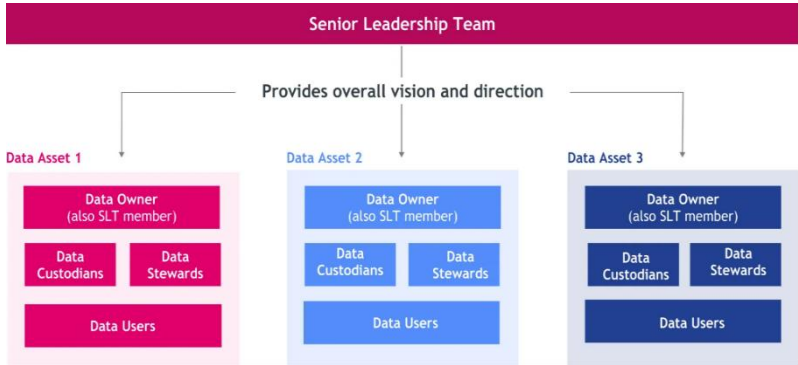 Senior Leadership Team
Provides overall vision and direction
Data Asset 1
Data Owner
(also SLT member)
Data
Custodians
Data
Stewards
Data Users
Data Asset 2
Data Owner
(also SLT member)
Data
Custodians
Data
Stewards
Data Users
Data Asset 3
Data Owner
(also SLT member)
Data
Custodians
Data
Stewards
Data Users